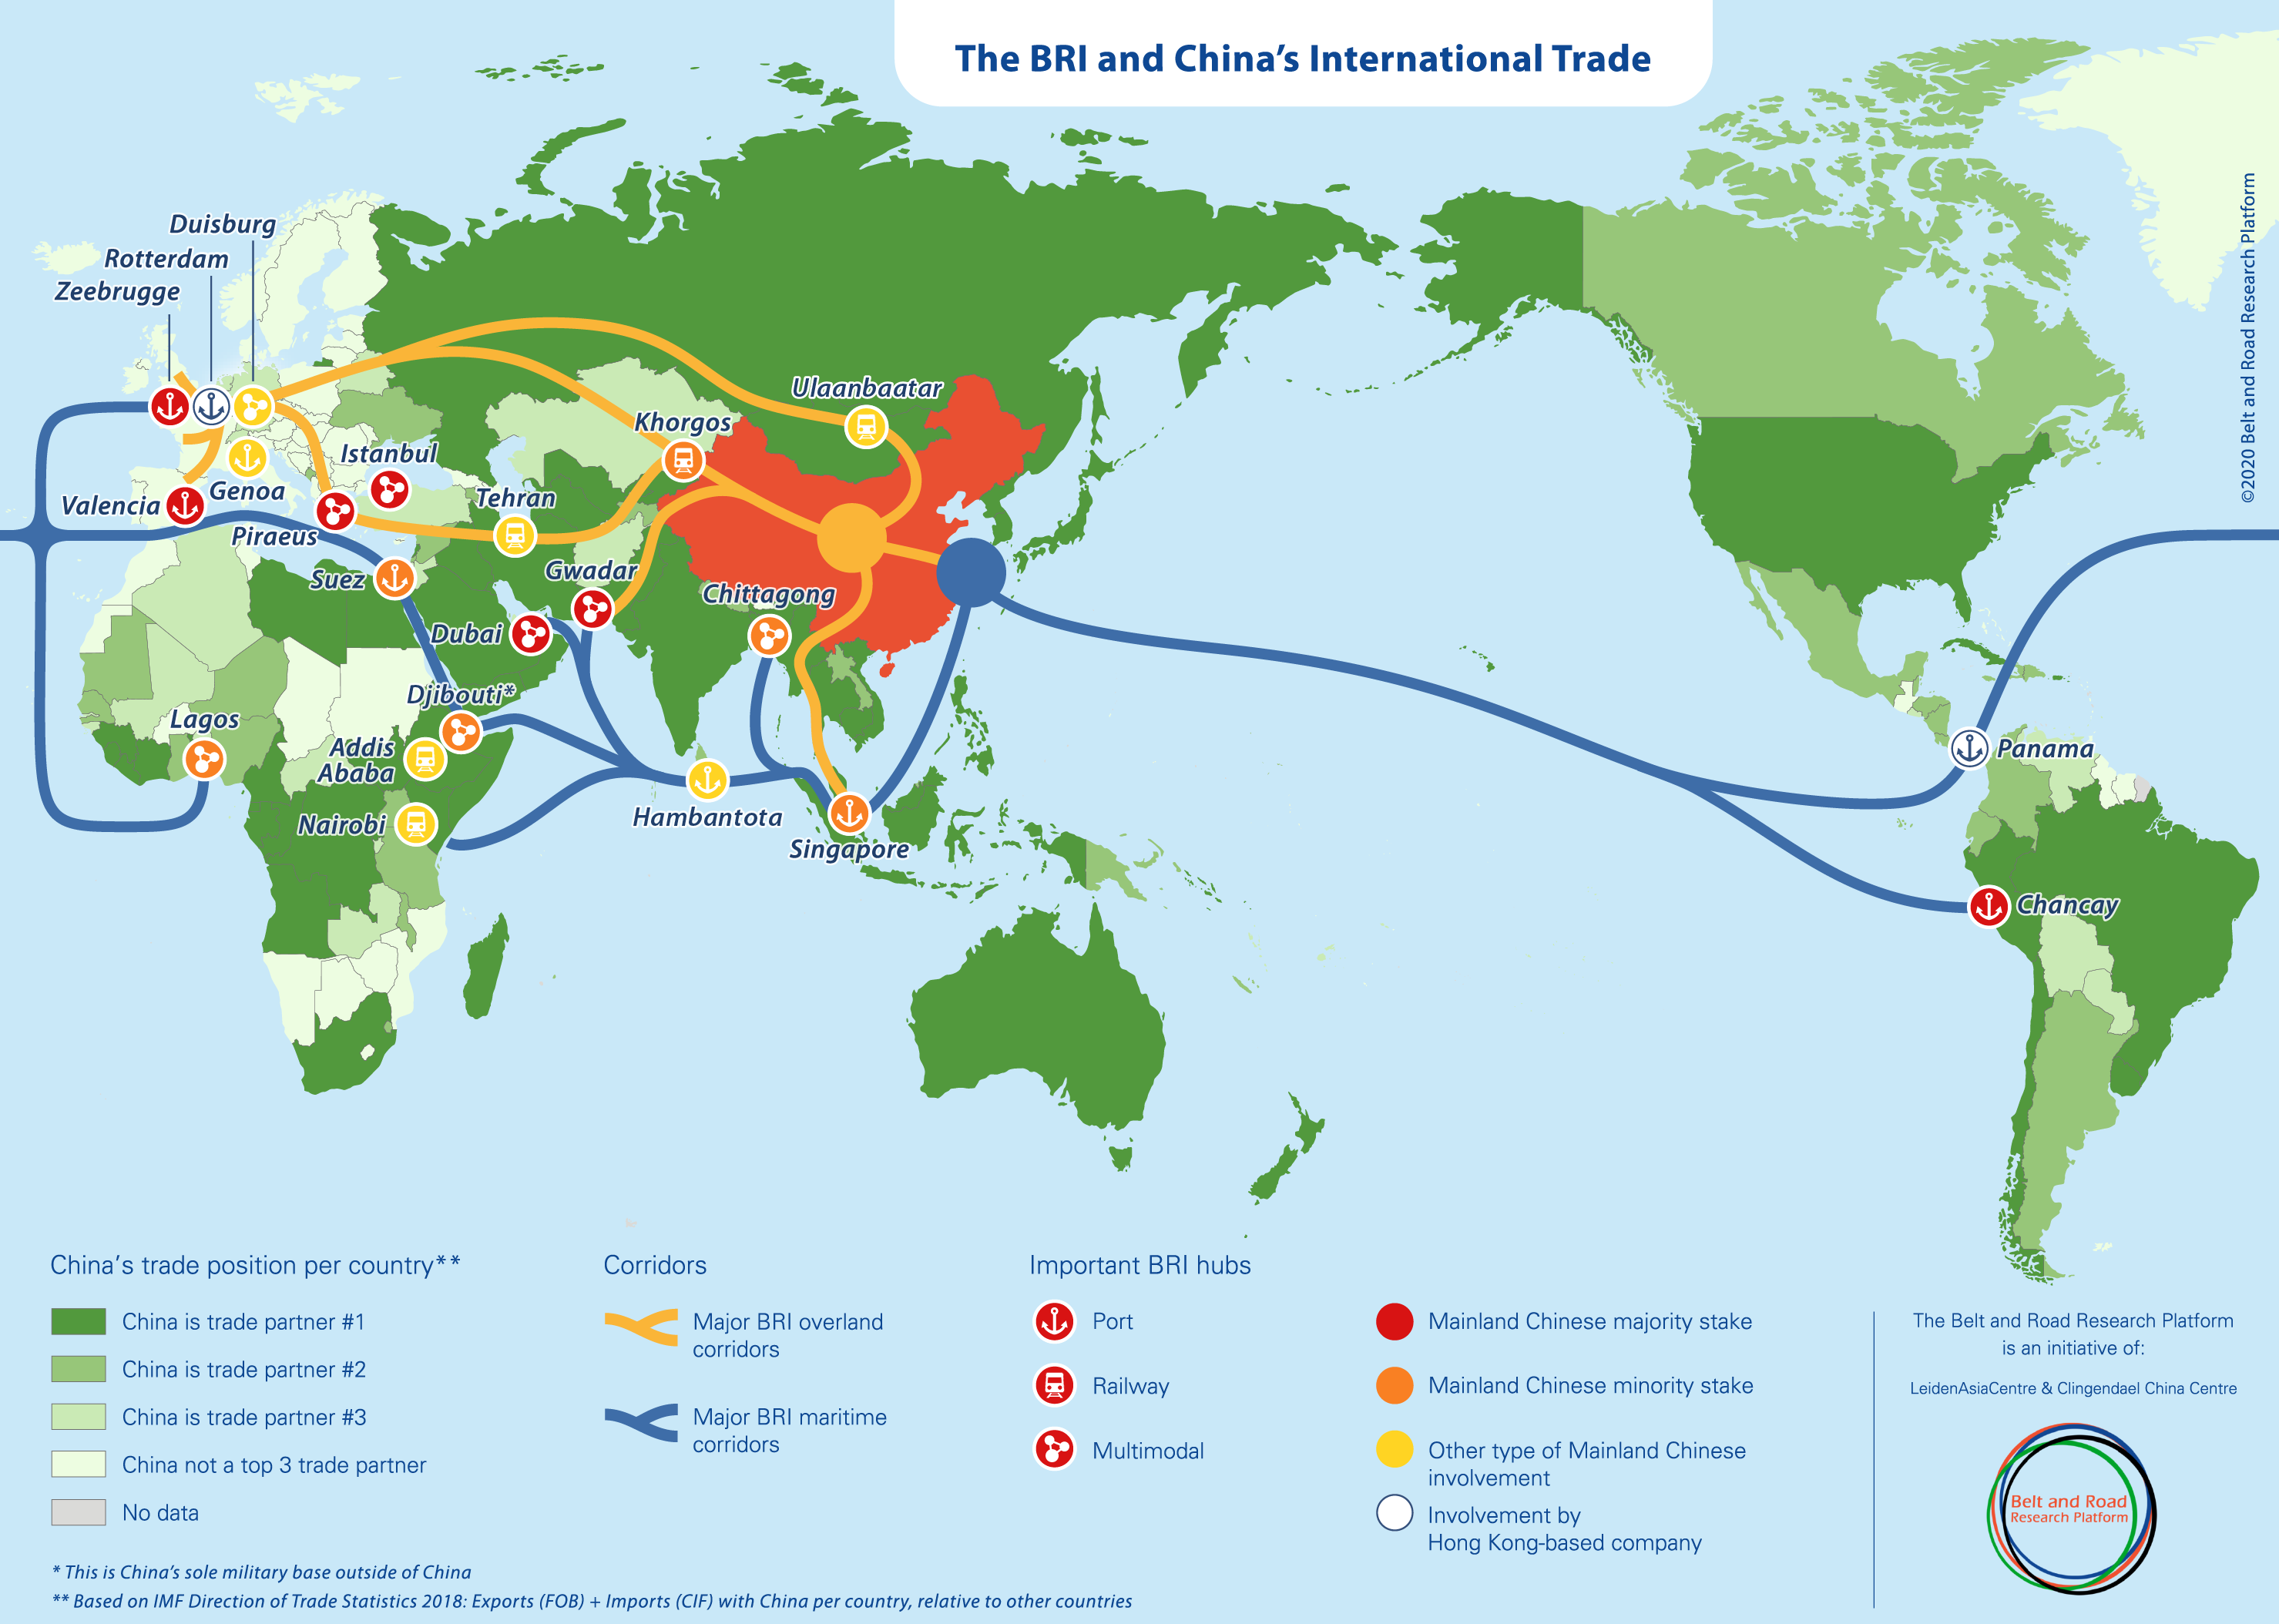 The BRI and China's International Trade
©2020 Belt and Road Research Platform
Duisburg
Rotterdam
Zeebrugge
Ulaanbaatar
Khorgos
Istanbul
Valencia
Genoa
Tehran
Piraeus
Suez
Gwadar
Chittagong
Dubai
Djibouti*
Lagos
Addis
Ababa
Nairobi
Hambantota
Singapore
Panama
Chancay
China's trade position per country**
China is trade partner #1
China is trade partner #2
China is trade partner #3
China not a top 3 trade partner
No data
Corridors
Major BRI overland
corridors
Major BRI maritime
corridors
Important BRI hubs
Port
Railway
Multimodal
Mainland Chinese majority stake
Mainland Chinese minority stake
Other type of Mainland Chinese
involvement
Involvement by
Hong Kong-based company
The Belt and Road Research Platform
is an initiative of:
LeidenAsiaCentre & Clingendael China Centre
Belt and Road
Research Platform
* This is China's sole military base outside of China
** Based on IMF Direction of Trade Statistics 2018: Exports (FOB) + Imports (CIF) with China per country, relative to other countries